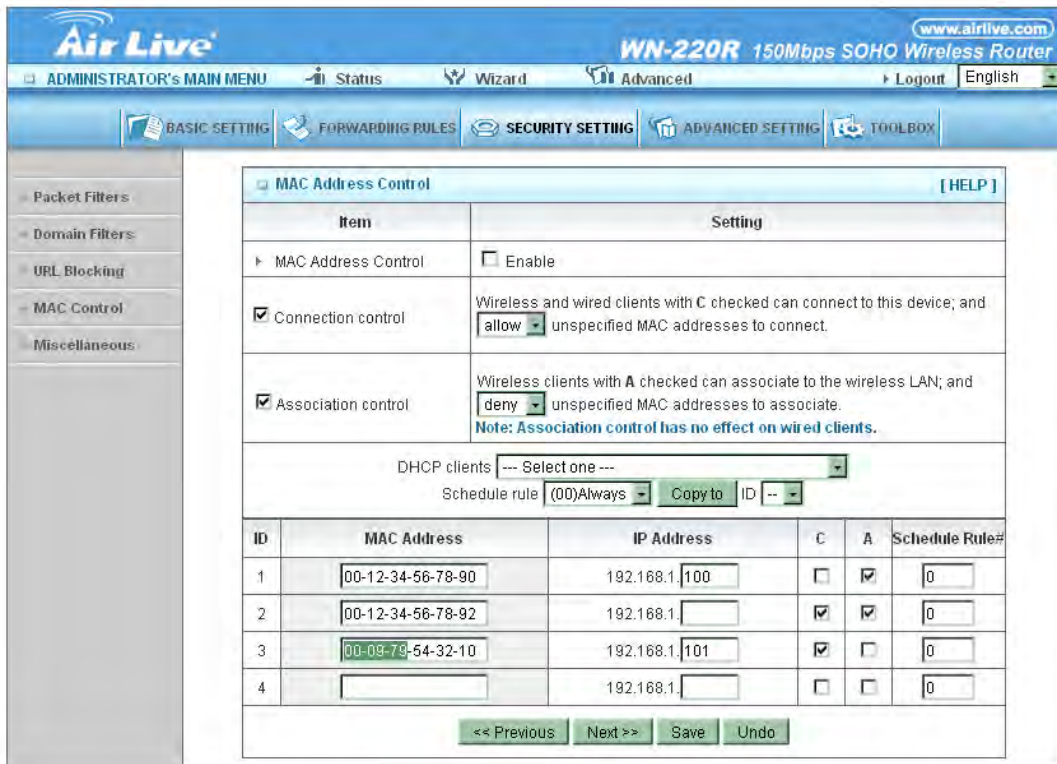 www.airlive.com
Air Live
WN-220R 150Mbps SOHO Wireless Router
ADMINISTRATOR's MAIN MENU Status Wizard Advanced Logout English
BASIC SETTING FORWARDING RULES SECURITY SETTING ADVANCED SETTING TOOLBOX
Packet Filters
Domain Filters
URL Blocking
MAC Control
Miscellaneous
MAC Address Control [HELP]
Item Setting
MAC Address Control Enable
Connection control
Wireless and wired clients with C checked can connect to this device; and
allow unspecified MAC addresses to connect.
Association control
Wireless clients with A checked can associate to the wireless LAN; and
deny unspecified MAC addresses to associate.
Note: Association control has no effect on wired clients.
DHCP clients --- Select one ---
Schedule rule (00)Always Copy to ID --
ID MAC Address IP Address C A Schedule Rule#
1 00-12-34-56-78-90 192.168.1.100 0
2 00-12-34-56-78-92 192.168.1. 0
3 00-09-79-54-32-10 192.168.1.101 0
4 192.168.1. 0
<< Previous Next >> Save Undo